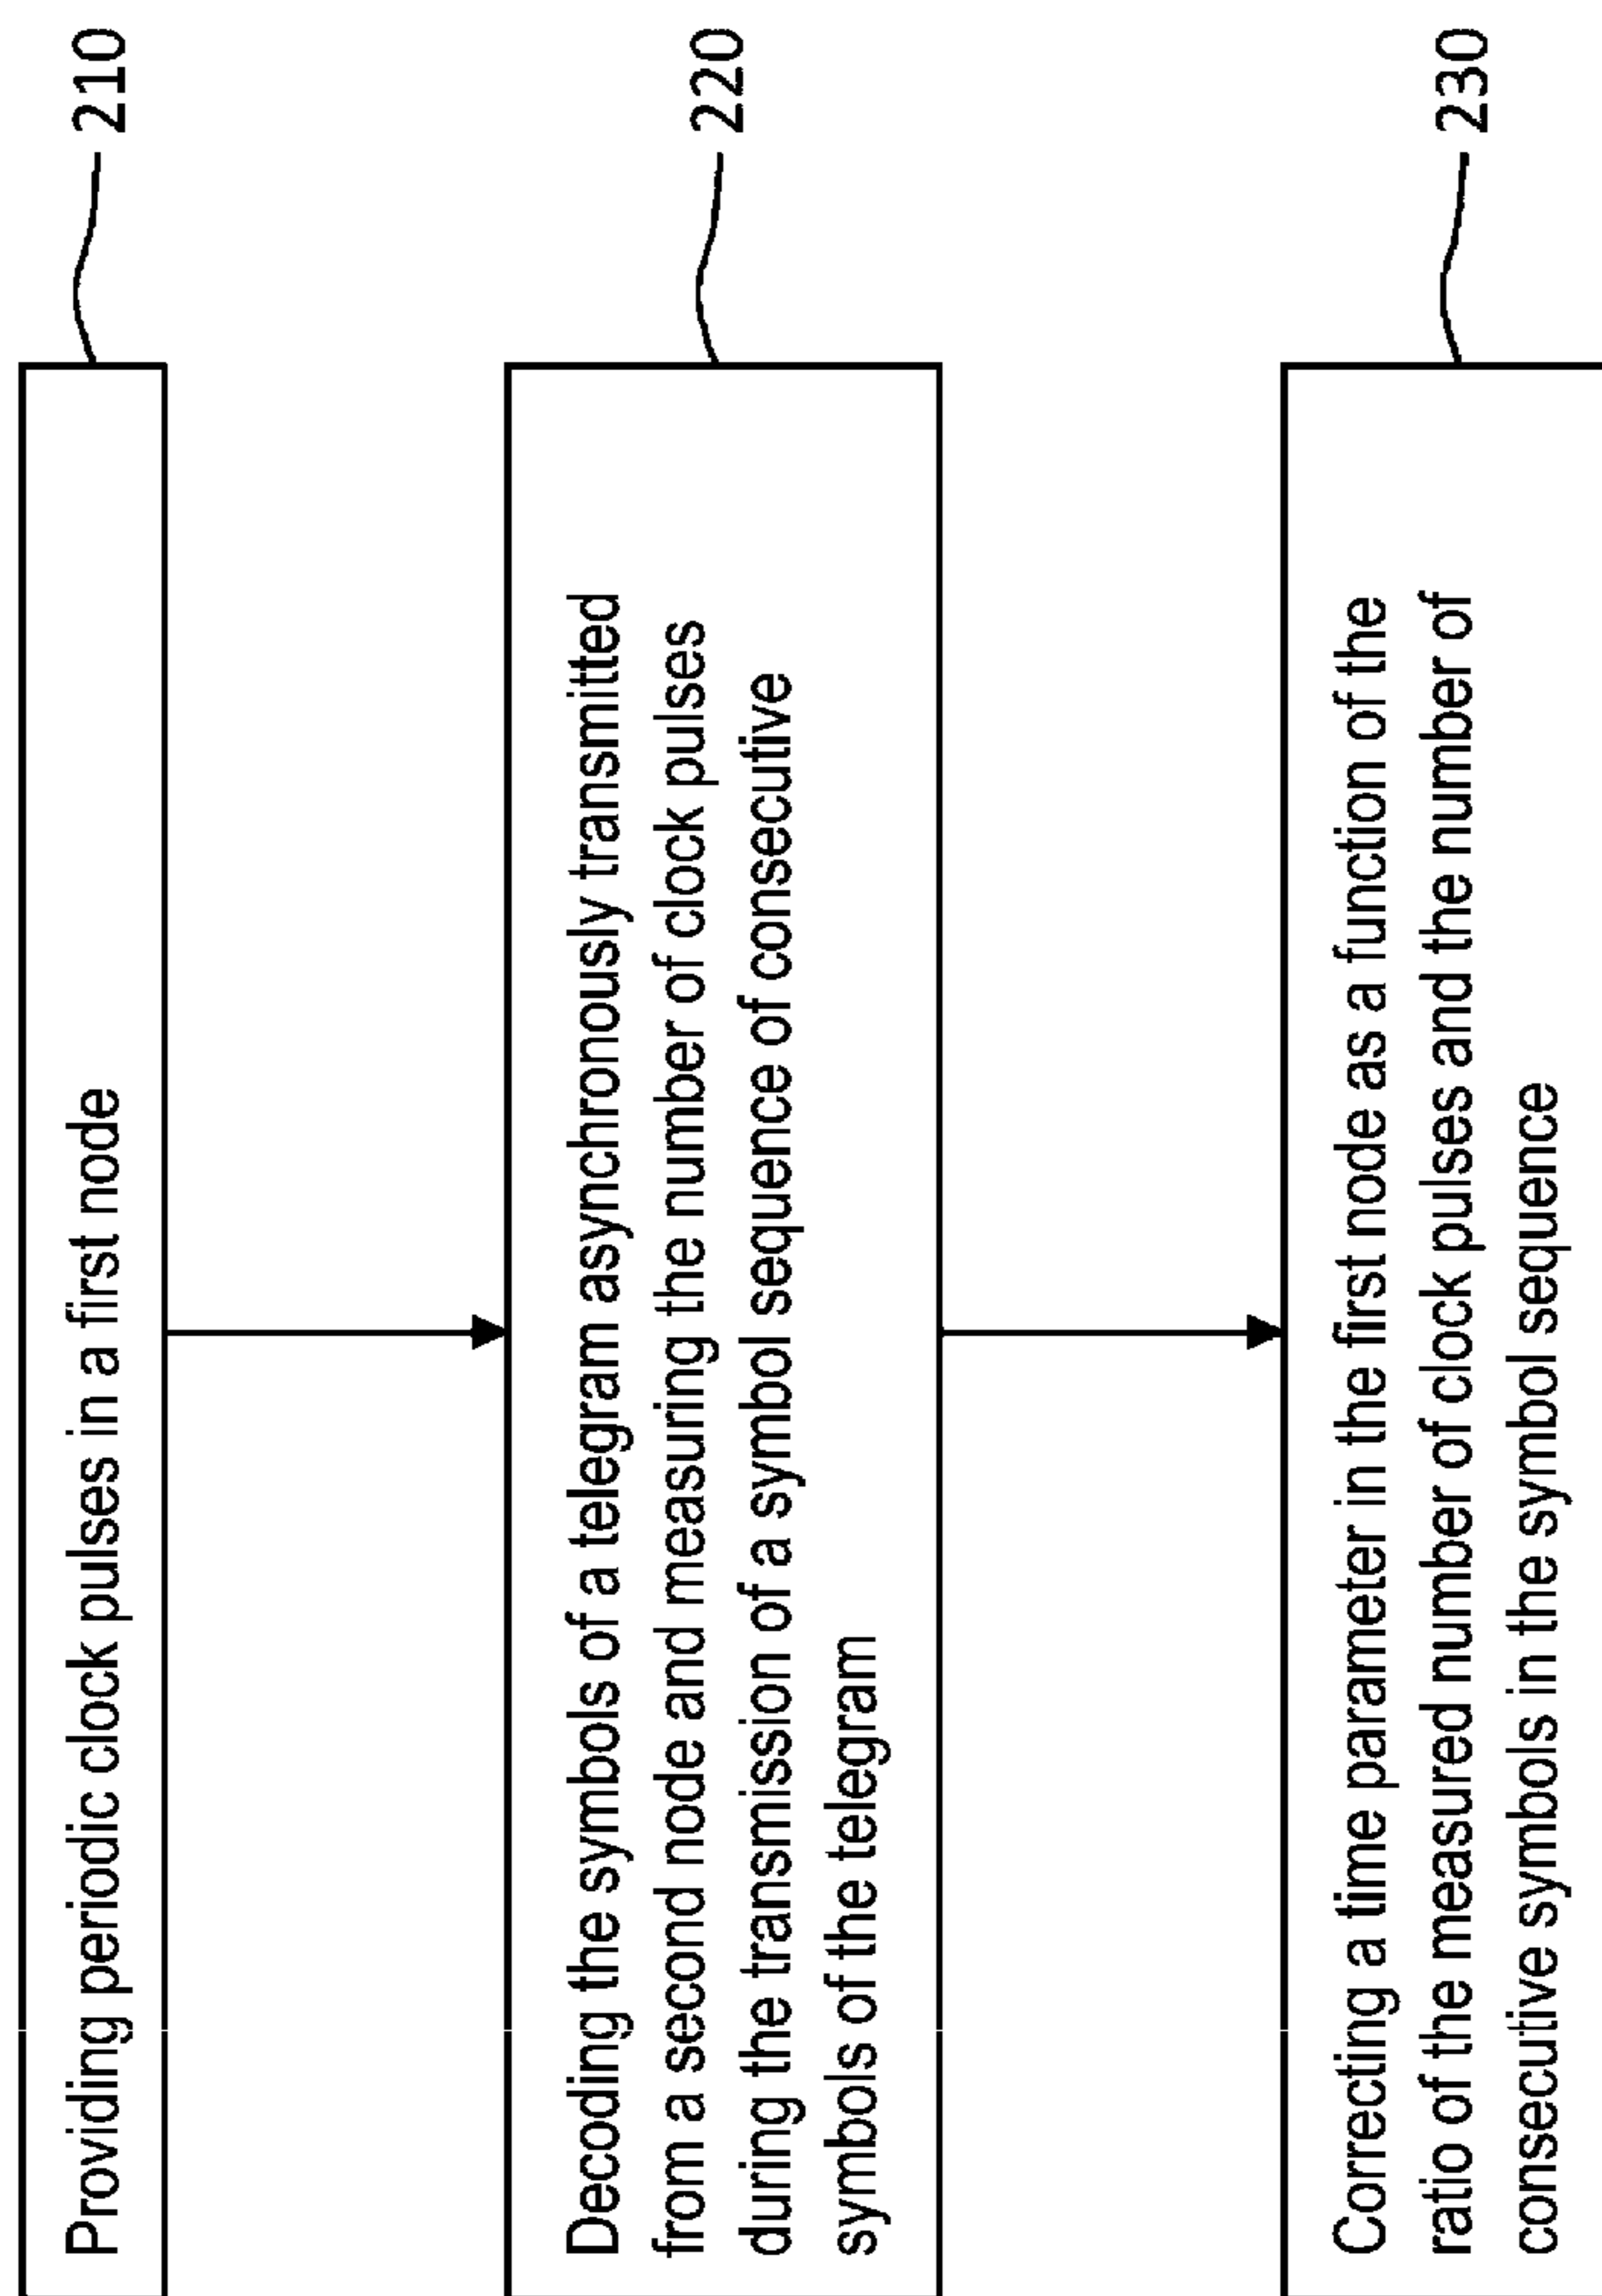 Providing periodic clock pulses in a first node
210
Decoding the symbols of a telegram asynchronously transmitted
from a second node and measuring the number of clock pulses
during the transmission of a symbol sequence of consecutive
symbols of the telegram
220
Correcting a time parameter in the first node as a function of the
ratio of the measured number of clock pulses and the number of
consecutive symbols in the symbol sequence
230